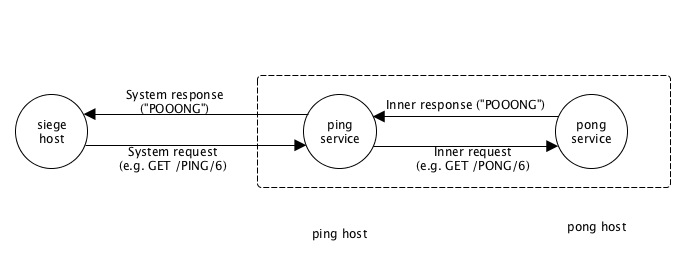 System response
("POOONG")
Inner response ("POOONG")
siege
host
ping
service
pong
service
System request
(e.g. GET /PING/6)
Inner request
(e.g. GET /PONG/6)
ping host
pong host